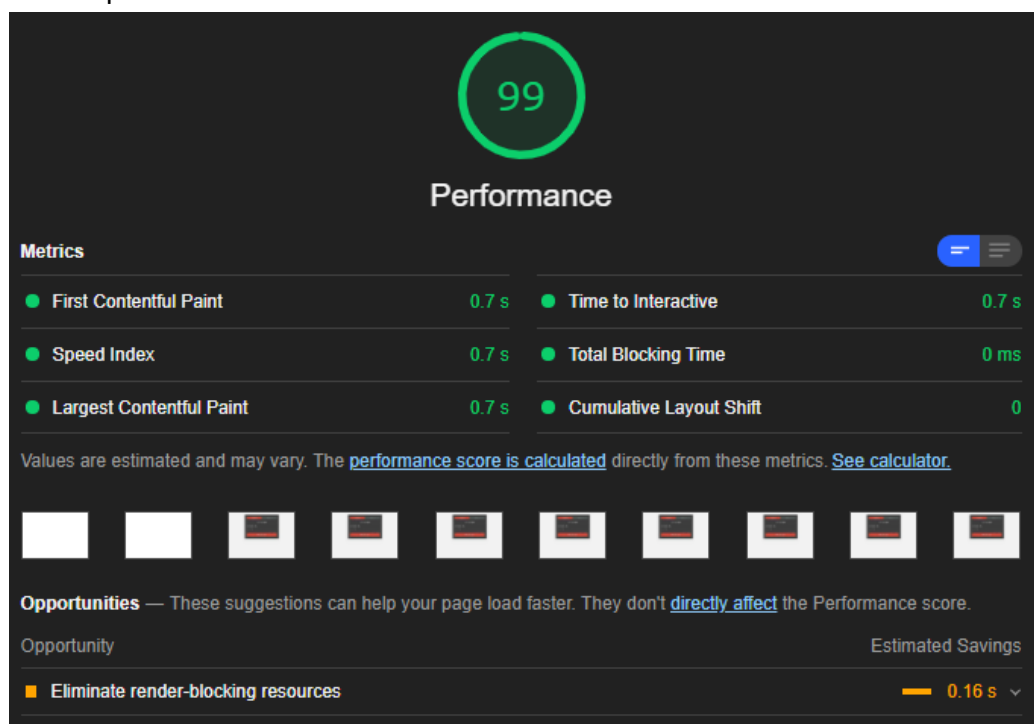 99
Performance
Metrics
First Contentful Paint 0.7 s
Time to Interactive 0.7 s
Speed Index 0.7 s
Total Blocking Time 0 ms
Largest Contentful Paint 0.7 s
Cumulative Layout Shift 0
Values are estimated and may vary. The performance score is calculated directly from these metrics. See calculator.
Opportunities — These suggestions can help your page load faster. They don't directly affect the Performance score.
Opportunity Estimated Savings
Eliminate render-blocking resources 0.16 s